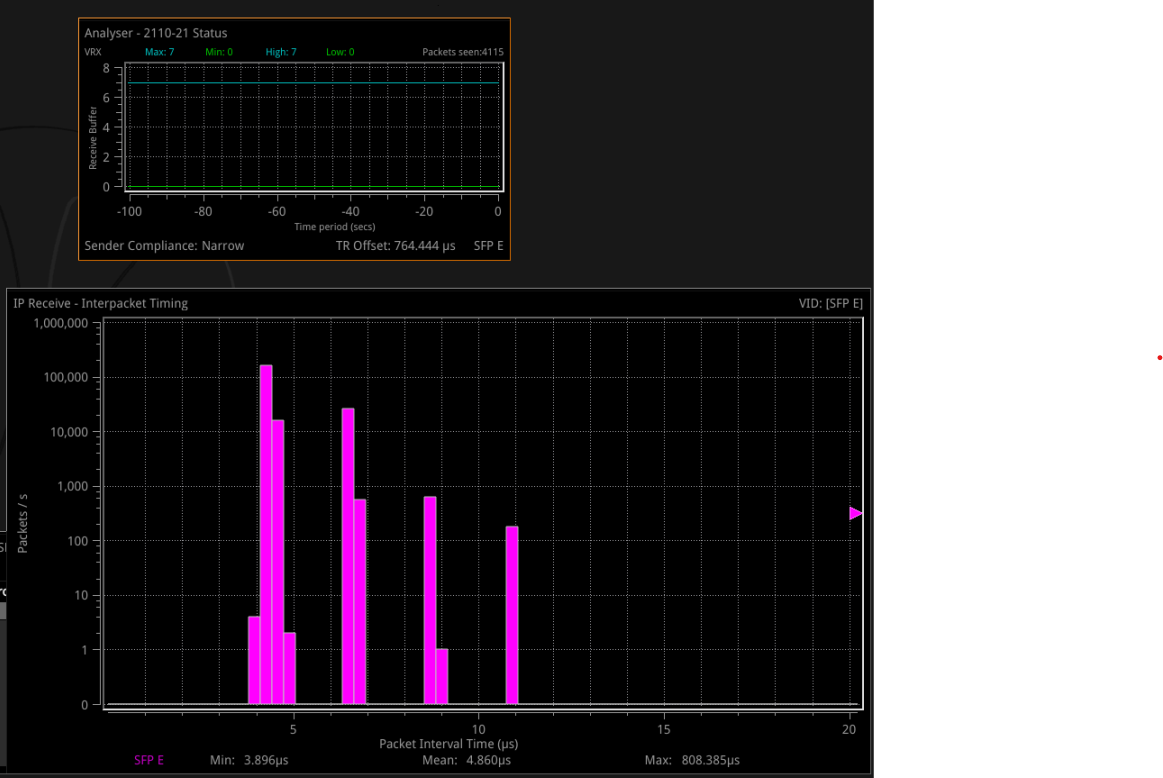 Analyser - 2110-21 Status
VRX Max: 7 Min: 0 High: 7 Low: 0 Packets seen:4115
8
6
4
2
0
Receive Buffer
-100 -80 -60 -40 -20 0
Time period (secs)
Sender Compliance: Narrow TR Offset: 764.444 µs SFP E
IP Receive - Interpacket Timing VID: [SFP E]
1,000,000
100,000
10,000
1,000
100
10
1
0
Packets / s
5 10 15 20
Packet Interval Time (µs)
SFP E Min: 3.896µs Mean: 4.860µs Max: 808.385µs